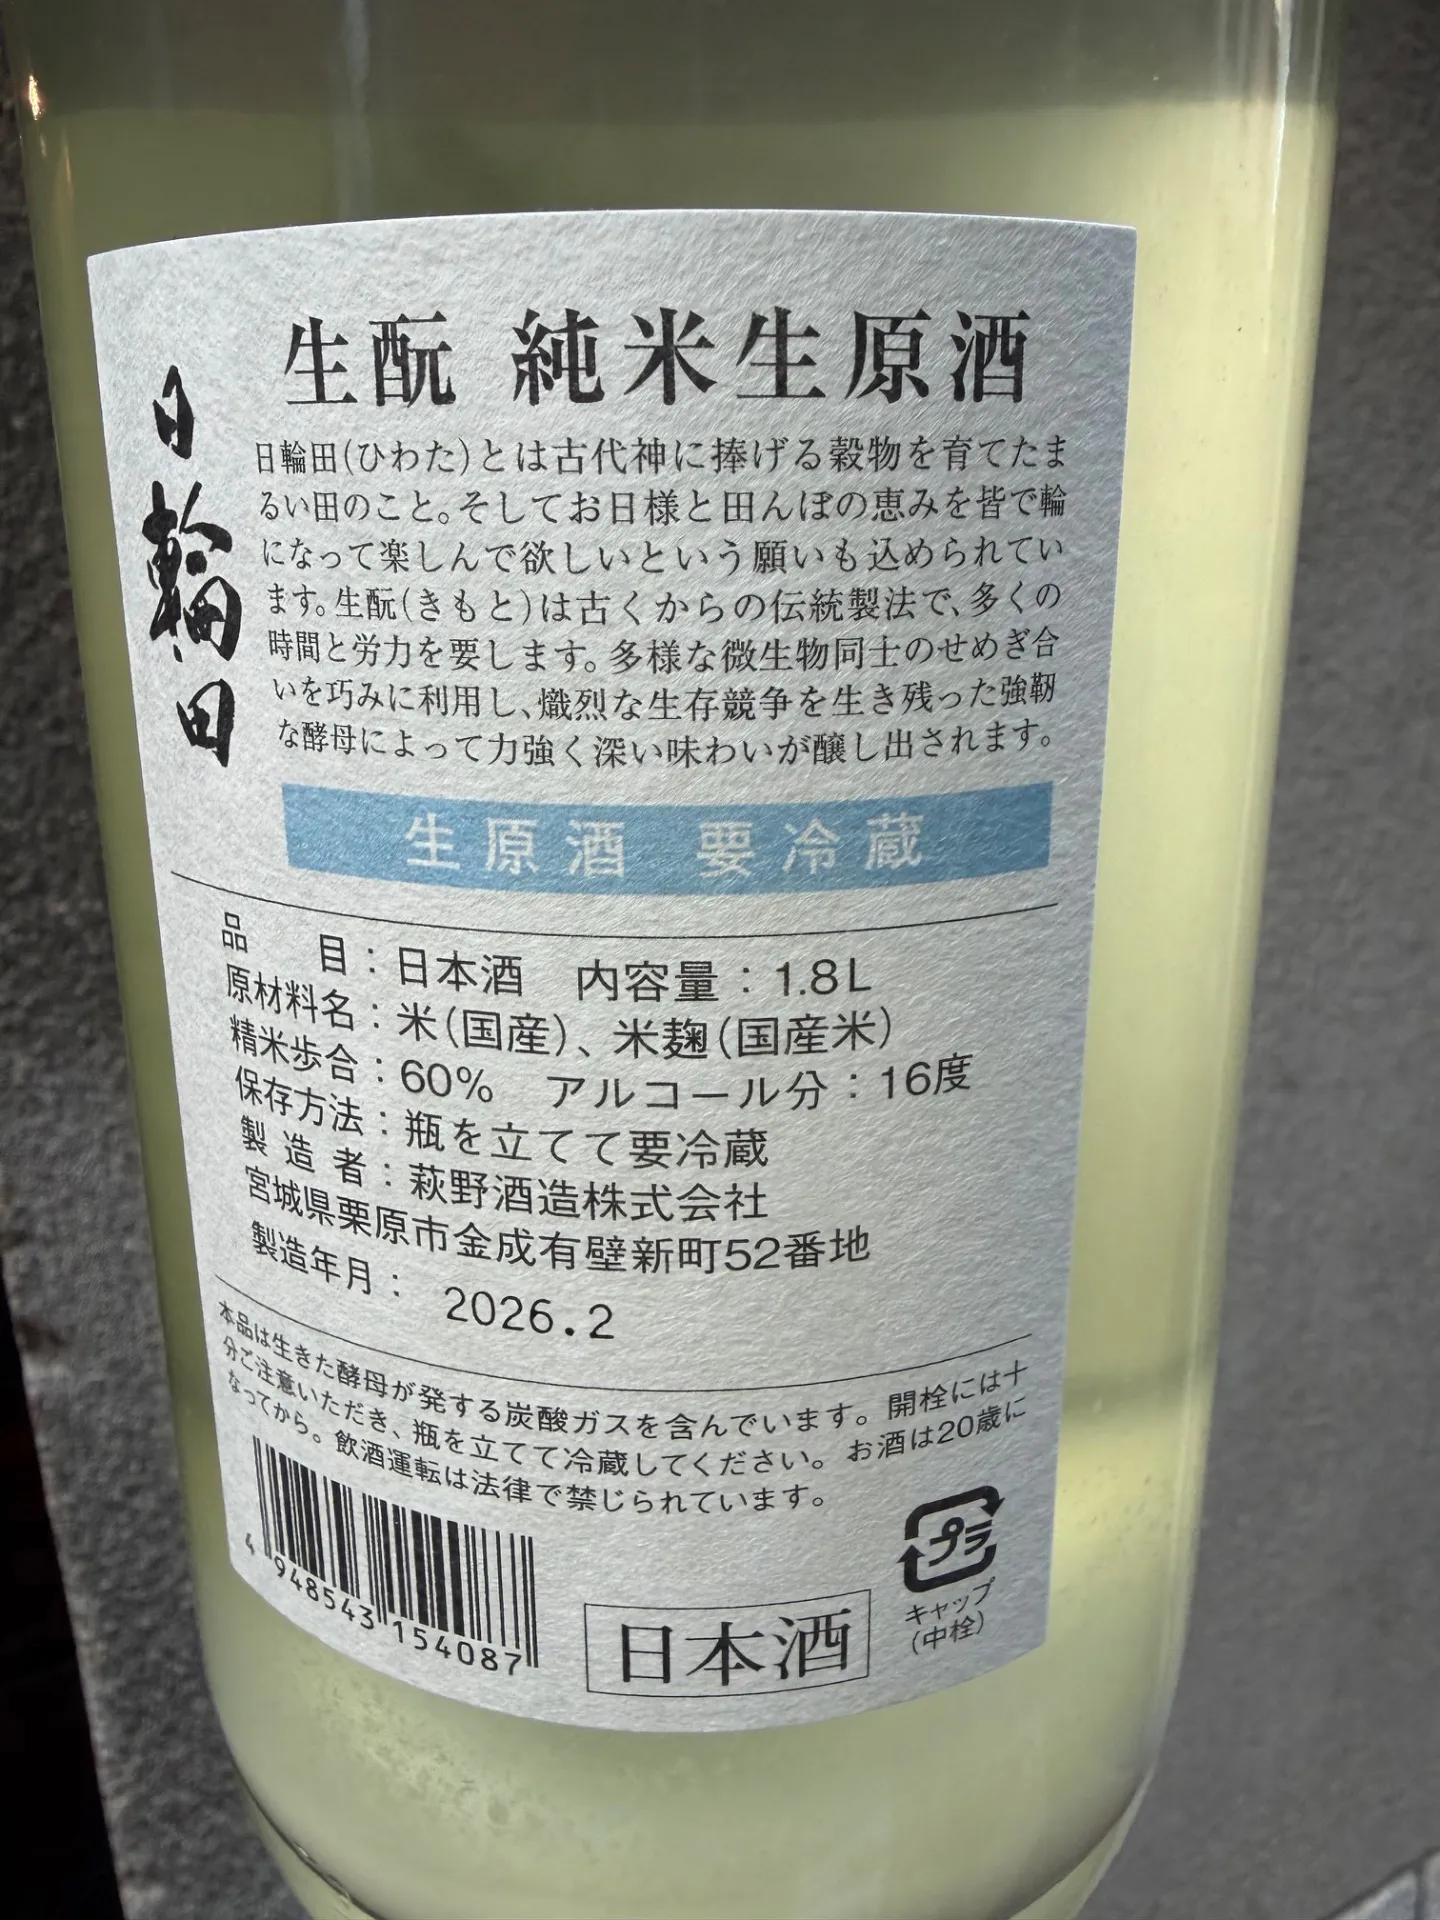 生酛 純米生原酒
日輪田
日輪田(ひわた)とは古代神に捧げる穀物を育てたま
るい田のこと。そしてお日様と田んぼの恵みを皆で輪
になって楽しんで欲しいという願いも込められてい
ます。生酛(きもと)は古くからの伝統製法で、多くの
時間と労力を要します。多様な微生物同士のせめぎ合
いを巧みに利用し、熾烈な生存競争を生き残った強靭
な酵母によって力強く深い味わいが醸し出されます。
生原酒 要冷蔵
品目：日本酒 内容量：1.8L
原材料名：米(国産)、米麹(国産米)
精米歩合：60% アルコール分：16度
保存方法：瓶を立てて要冷蔵
製造者：萩野酒造株式会社
宮城県栗原市金成有壁新町52番地
製造年月： 2026.2
本品は生きた酵母が発する炭酸ガスを含んでいます。開栓には十
分ご注意いただき、瓶を立てて冷蔵してください。お酒は20歳に
なってから。飲酒運転は法律で禁じられています。
4 948543 154087
日本酒
プラ
キャップ
(中栓)